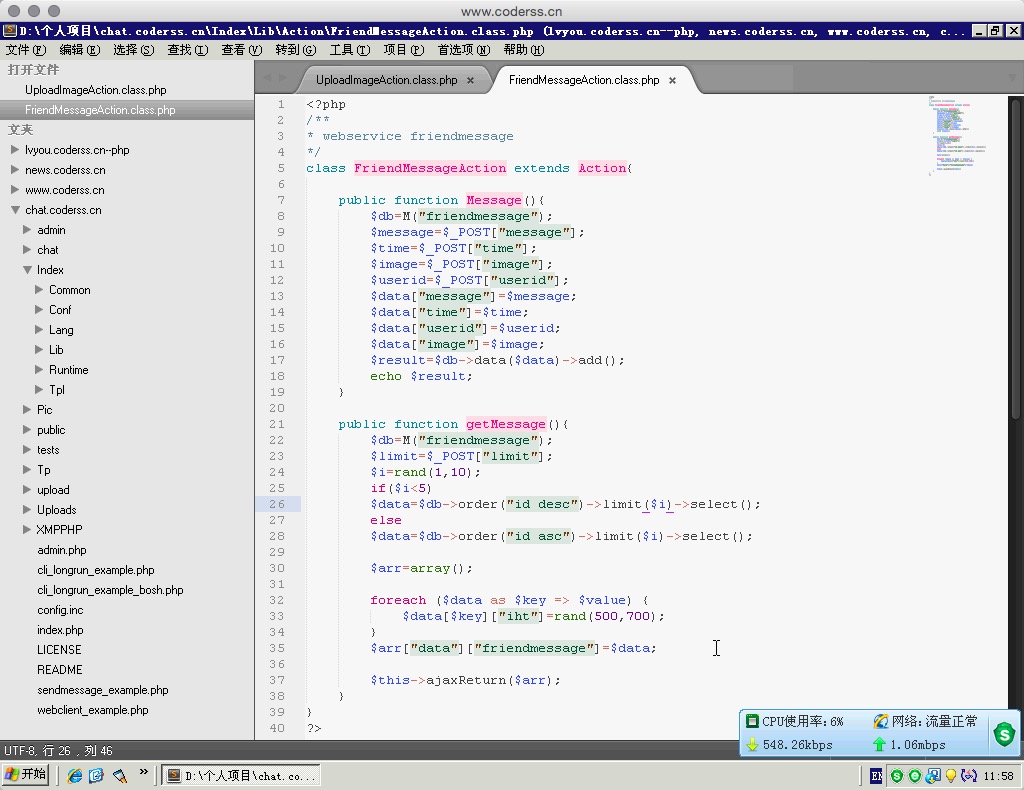 www.coderss.cn
D:\个人项目\chat.coderss.cn\Index\Lib\Action\FriendMessageAction.class.php (lvyou.coderss.cn--php, news.coderss.cn, www.coderss.cn, c...
文件(F) 编辑(E) 选择(S) 查找(I) 查看(V) 转到(G) 工具(T) 项目(P) 首选项(N) 帮助(H)
打开文件
UploadImageAction.class.php
FriendMessageAction.class.php
文夹
lvyou.coderss.cn--php
news.coderss.cn
www.coderss.cn
chat.coderss.cn
admin
chat
Index
Common
Conf
Lang
Lib
Runtime
Tpl
Pic
public
tests
Tp
upload
Uploads
XMPPHP
admin.php
cli_longrun_example.php
cli_longrun_example_bosh.php
config.inc
index.php
LICENSE
README
sendmessage_example.php
webclient_example.php
UploadImageAction.class.php × FriendMessageAction.class.php ×
1 <?php
2 /**
3 * webservice friendmessage
4 */
5 class FriendMessageAction extends Action{
6
7 public function Message(){
8 $db=M("friendmessage");
9 $message=$_POST["message"];
10 $time=$_POST["time"];
11 $image=$_POST["image"];
12 $userid=$_POST["userid"];
13 $data["message"]=$message;
14 $data["time"]=$time;
15 $data["userid"]=$userid;
16 $data["image"]=$image;
17 $result=$db->data($data)->add();
18 echo $result;
19 }
20
21 public function getMessage(){
22 $db=M("friendmessage");
23 $limit=$_POST["limit"];
24 $i=rand(1,10);
25 if($i<5)
26 $data=$db->order("id desc")->limit($i)->select();
27 else
28 $data=$db->order("id asc")->limit($i)->select();
29
30 $arr=array();
31
32 foreach ($data as $key => $value) {
33 $data[$key]["iht"]=rand(500,700);
34 }
35 $arr["data"]["friendmessage"]=$data;
36
37 $this->ajaxReturn($arr);
38 }
39 }
40 ?>
CPU使用率:6% 网络:流量正常
548.26kbps 1.06mbps
UTF-8, 行 26 , 列 46
开始 » D:\个人项目\chat.co... EN 11:58